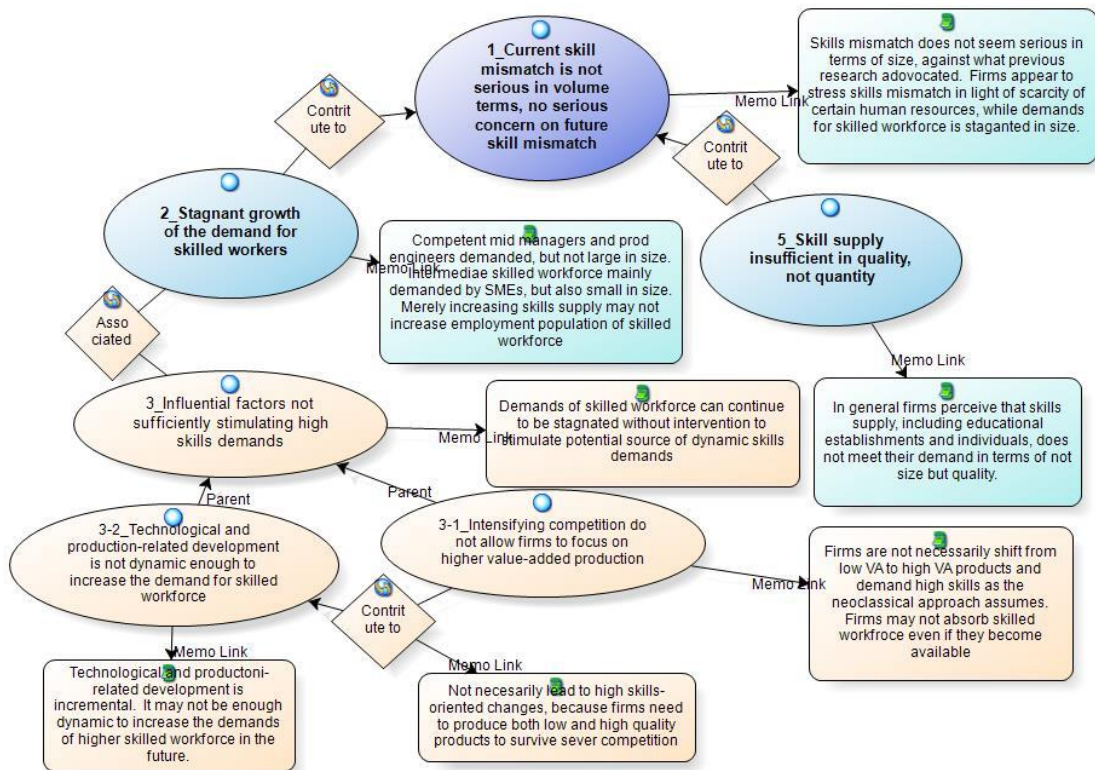 1_Current skill
mismatch is not
serious in volume
terms, no serious
concern on future
skill mismatch
Memo Link
Skills mismatch does not seem serious in
terms of size, against what previous
research adovocated. Firms appear to
stress skills mismatch in light of scarcity of
certain human resources, while demands
for skilled workforce is staganted in size.
Contrit
ute to
Contrit
ute to
2_Stagnant growth
of the demand for
skilled workers
Memo Link
Competent mid managers and prod
engineers demanded, but not large in size.
Intermediae skilled workforce mainly
demanded by SMEs, but also small in size.
Merely increasing skills supply may not
increase employment population of skilled
workforce
5_Skill supply
insufficient in quality,
not quantity
Memo Link
Asso
ciated
3_Influential factors not
sufficiently stimulating high
skills demands
Memo Link
Demands of skilled workforce can continue
to be stagnated without intervention to
stimulate potential source of dynamic skills
demands
In general firms perceive that skills
supply, including educational
establishments and individuals, does
not meet their demand in terms of not
size but quality.
Parent
Parent
3-2_Technological and
production-related development
is not dynamic enough to
increase the demand for skilled
workforce
3-1_Intensifying competition do
not allow firms to focus on
higher value-added production
Memo Link
Firms are not necessarily shift from
low VA to high VA products and
demand high skills as the
neoclassical approach assumes.
Firms may not absorb skilled
workfroce even if they become
available
Contrit
ute to
Memo Link
Technological and productoni-
related development is
incremental. It may not be enough
dynamic to increase the demands
of higher skilled workforce in the
future.
Memo Link
Not necesarily lead to high skills-
oriented changes, because firms need
to produce both low and high quality
products to survive sever competition